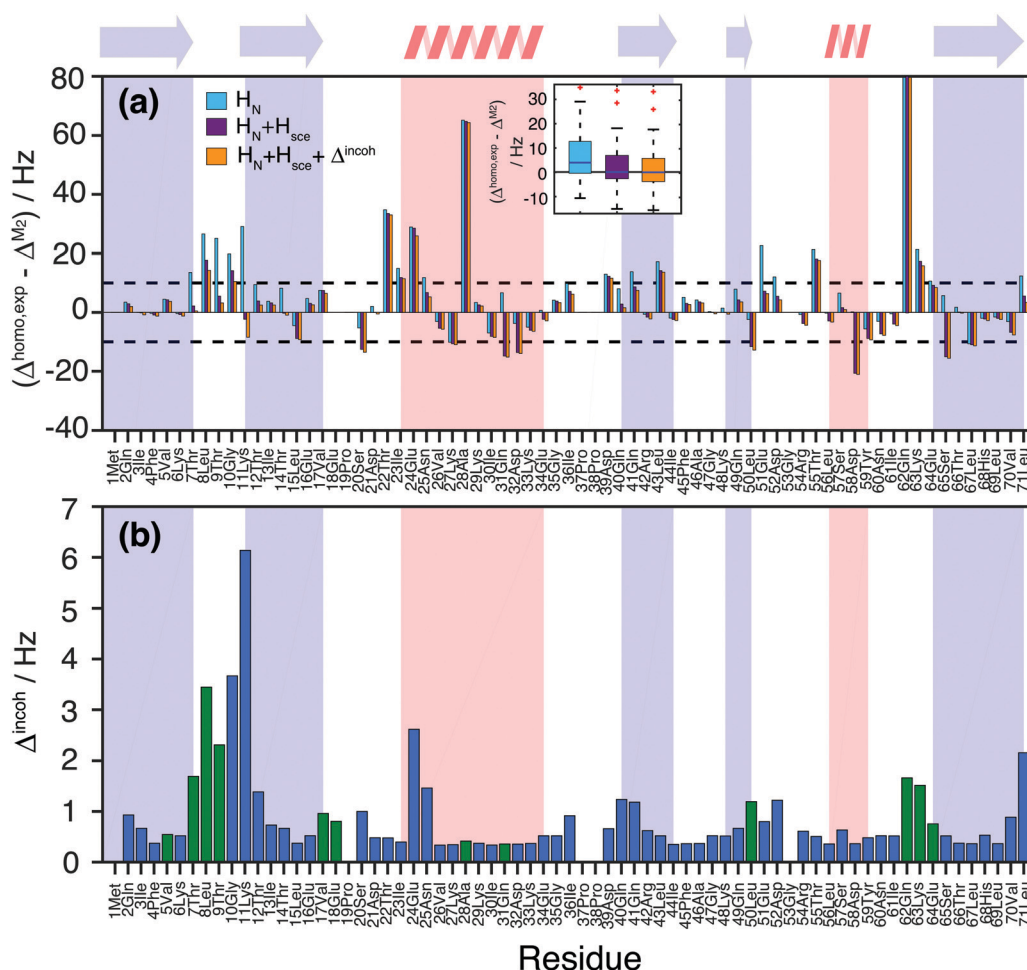 (a)
H_N
H_N+H_sce
H_N+H_sce+ Δ^incoh
(Δ^homo,exp - Δ^M2) / Hz
80
60
40
20
0
-20
-40
(Δ^homo,exp - Δ^M2)
/ Hz
30
20
10
0
-10
1Met
2Gln
3Ile
4Phe
5Val
6Lys
7Thr
8Leu
9Thr
10Gly
11Lys
12Thr
13Ile
14Thr
15Leu
16Glu
17Val
18Glu
19Pro
20Ser
21Asp
22Thr
23Ile
24Glu
25Asn
26Val
27Lys
28Ala
29Lys
30Ile
31Gln
32Asp
33Lys
34Glu
35Gly
36Ile
37Pro
38Pro
39Asp
40Gln
41Gln
42Arg
43Leu
44Ile
45Phe
46Ala
47Gly
48Lys
49Gln
50Leu
51Glu
52Asp
53Gly
54Arg
55Thr
56Leu
57Ser
58Asp
59Tyr
60Asn
61Ile
62Gln
63Lys
64Glu
65Ser
66Thr
67Leu
68His
69Leu
70Val
71Leu
(b)
Δ^incoh / Hz
7
6
5
4
3
2
1
0
1Met
2Gln
3Ile
4Phe
5Val
6Lys
7Thr
8Leu
9Thr
10Gly
11Lys
12Thr
13Ile
14Thr
15Leu
16Glu
17Val
18Glu
19Pro
20Ser
21Asp
22Thr
23Ile
24Glu
25Asn
26Val
27Lys
28Ala
29Lys
30Ile
31Gln
32Asp
33Lys
34Glu
35Gly
36Ile
37Pro
38Pro
39Asp
40Gln
41Gln
42Arg
43Leu
44Ile
45Phe
46Ala
47Gly
48Lys
49Gln
50Leu
51Glu
52Asp
53Gly
54Arg
55Thr
56Leu
57Ser
58Asp
59Tyr
60Asn
61Ile
62Gln
63Lys
64Glu
65Ser
66Thr
67Leu
68His
69Leu
70Val
71Leu
Residue